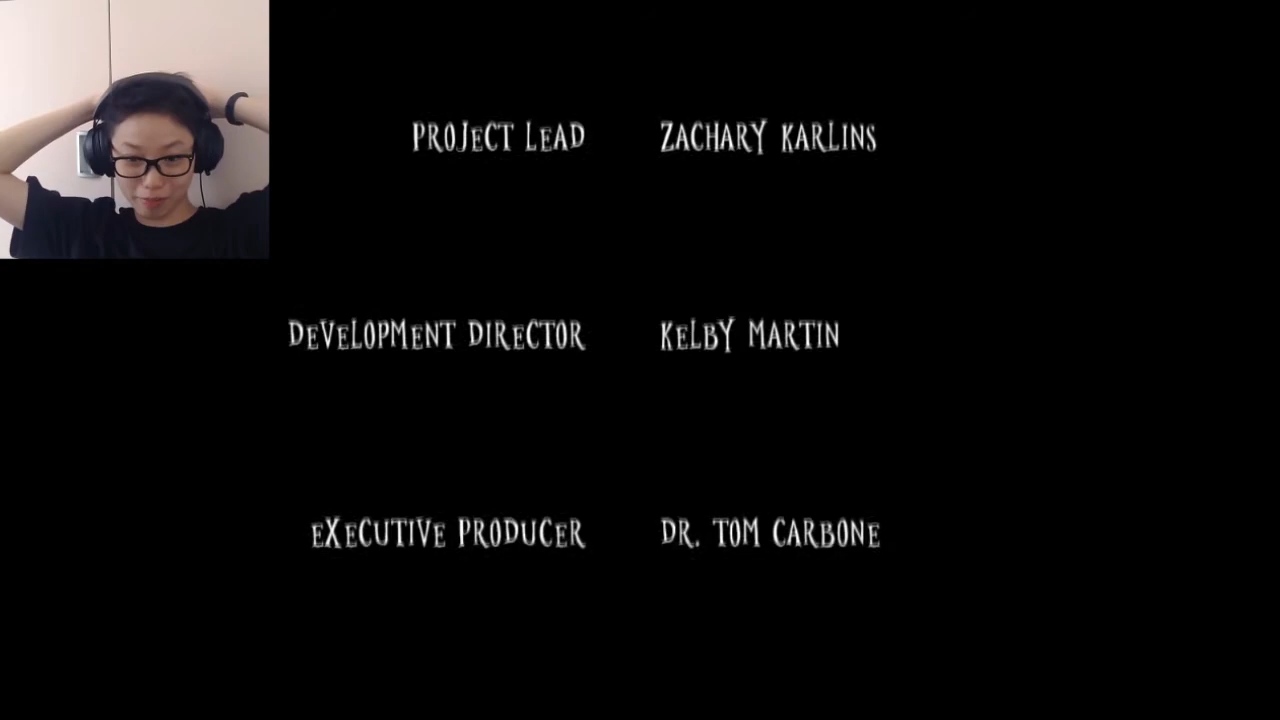 PROJECT LEAD ZACHARY KARLINS
DEVELOPMENT DIRECTOR KELBY MARTIN
EXECUTIVE PRODUCER DR. TOM CARBONE